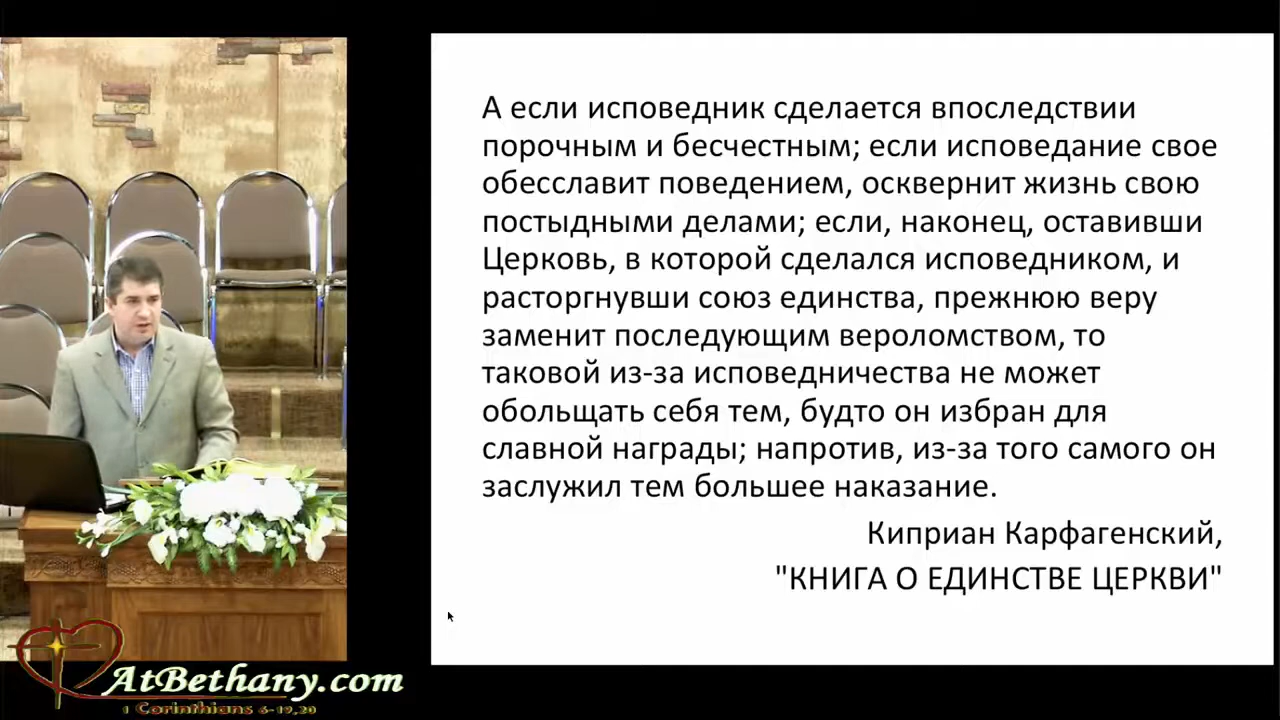 А если исповедник сделается впоследствии
порочным и бесчестным; если исповедание свое
обесславит поведением, осквернит жизнь свою
постыдными делами; если, наконец, оставивши
Церковь, в которой сделался исповедником, и
расторгнувши союз единства, прежнюю веру
заменит последующим вероломством, то
таковой из-за исповедничества не может
обольщать себя тем, будто он избран для
славной награды; напротив, из-за того самого он
заслужил тем большее наказание.
Киприан Карфагенский,
"КНИГА О ЕДИНСТВЕ ЦЕРКВИ"
AtBethany.com
1 Corinthians 6-19,20